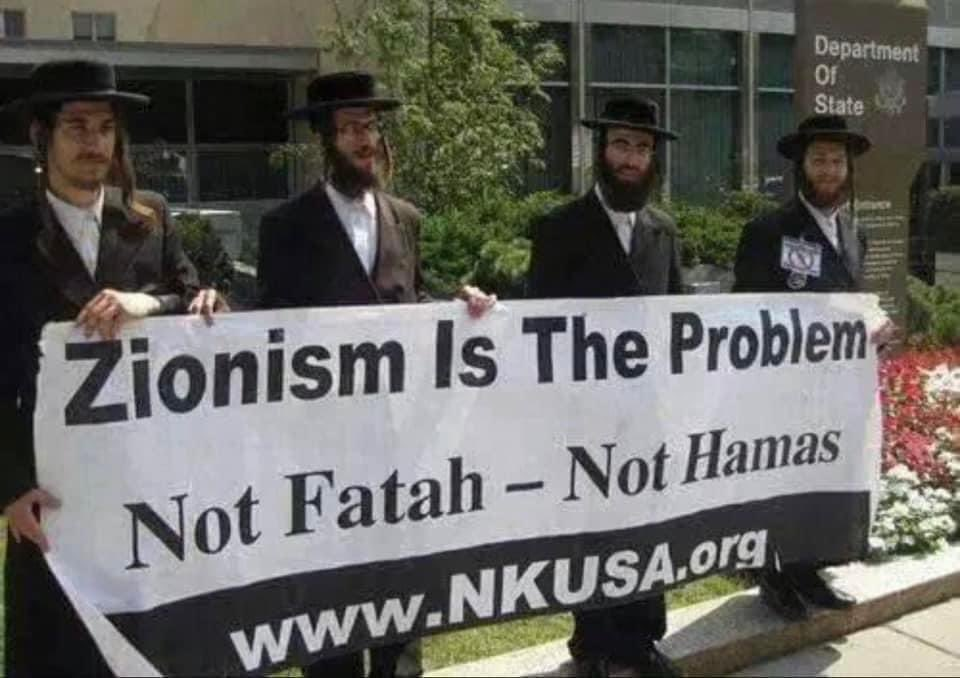 Department
Of
State
Zionism Is The Problem
Not Fatah – Not Hamas
www.NKUSA.org